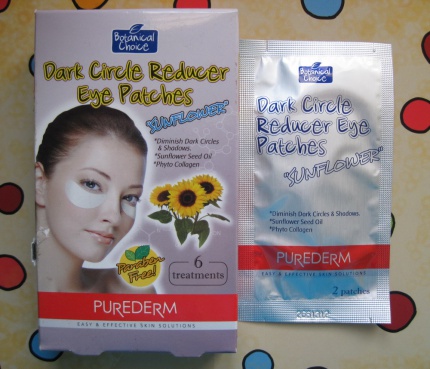 Botanical
Choice
Dark Circle Reducer
Eye Patches
"SUNFLOWER"
*Diminish Dark Circles
& Shadows.
*Sunflower Seed Oil
*Phyto Collagen
Paraben
Free!
6
treatments
PUREDERM
EASY & EFFECTIVE SKIN SOLUTIONS
Botanical
Choice
Dark Circle
Reducer Eye
Patches
"SUNFLOWER"
*Diminish Dark Circles & Shadows.
*Sunflower Seed Oil
*Phyto Collagen
PUREDERM
EASY & EFFECTIVE SKIN SOLUTIONS
2 patches